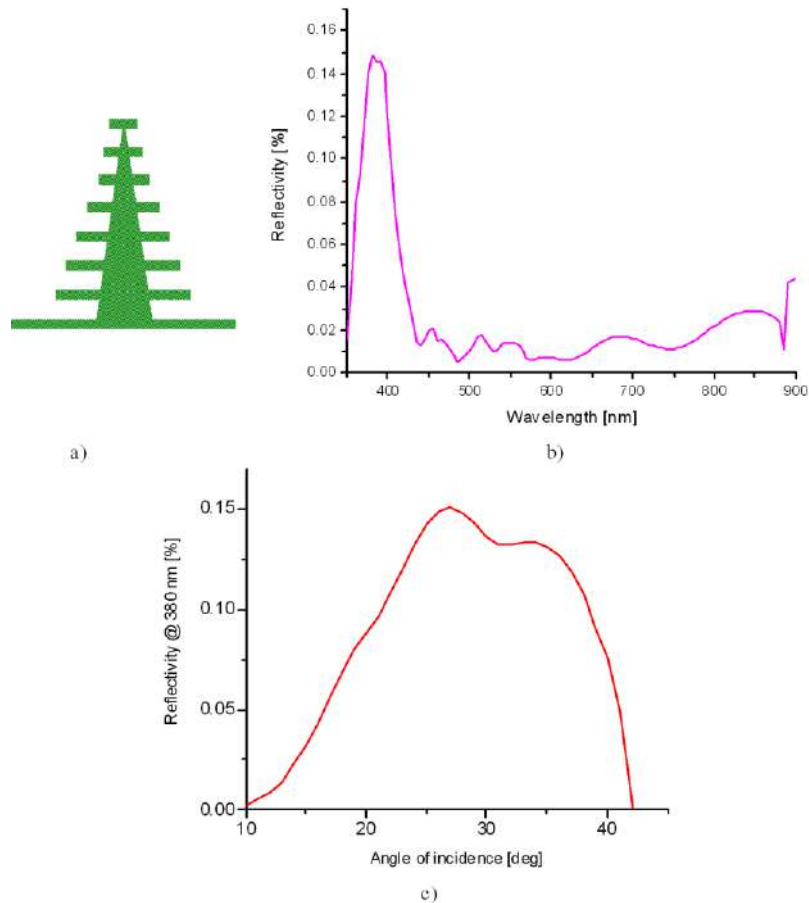 0.16
0.14
0.12
0.10
0.08
0.06
0.04
0.02
0.00
Reflectivity [%]
400 500 600 700 800 900
Wavelength [nm]
a)
b)
0.15
0.10
0.05
0.00
Reflectivity @ 380 nm [%]
10 20 30 40
Angle of incidence [deg]
c)